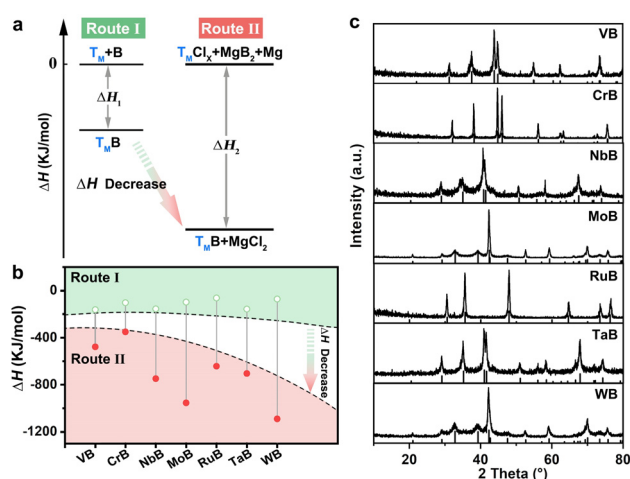 a
Route I
Route II
T_M+B
T_MCl_X+MgB_2+Mg
0
ΔH_1
ΔH_2
T_MB
ΔH Decrease
T_MB+MgCl_2
ΔH (KJ/mol)
b
Route I
Route II
ΔH
Decrease
0
-400
-800
-1200
ΔH (KJ/mol)
VB
CrB
NbB
MoB
RuB
TaB
WB
c
VB
CrB
NbB
MoB
RuB
TaB
WB
Intensity (a.u.)
20
40
60
80
2 Theta (°)